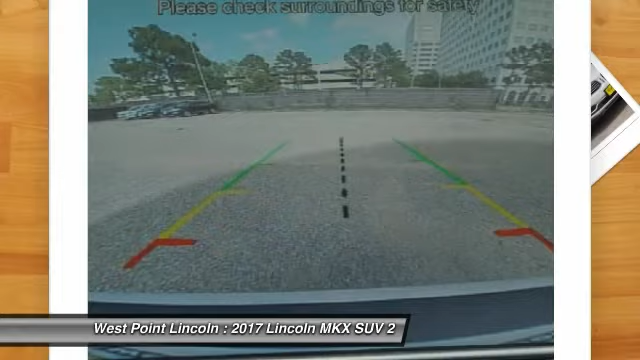 Please check surroundings for safety
West Point Lincoln : 2017 Lincoln MKX SUV 2